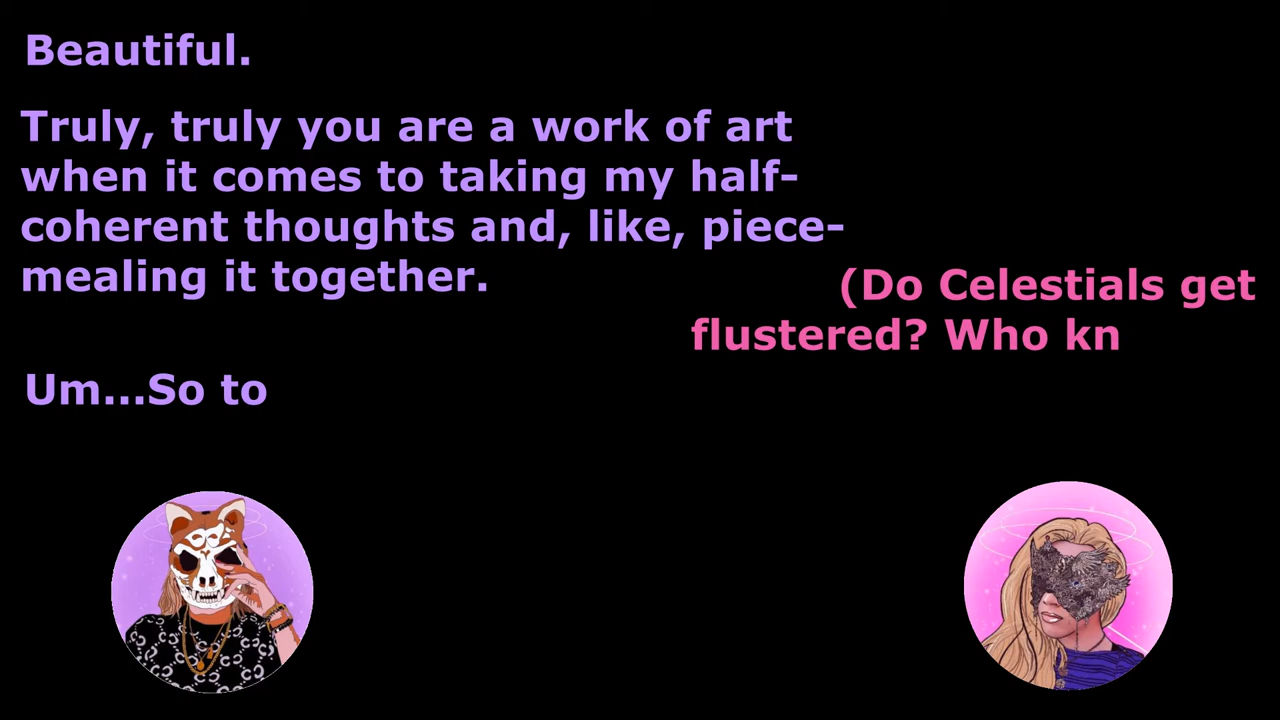 Beautiful.
Truly, truly you are a work of art
when it comes to taking my half-
coherent thoughts and, like, piece-
mealing it together.
(Do Celestials get
flustered? Who kn
Um...So to